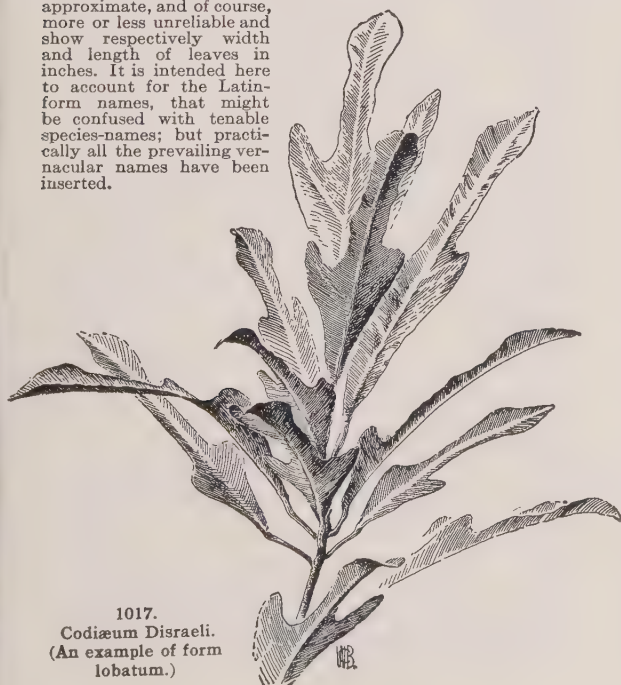 approximate, and of course,
more or less unreliable and
show respectively width
and length of leaves in
inches. It is intended here
to account for the Latin-
form names, that might
be confused with tenable
species-names; but practi-
cally all the prevailing ver-
nacular names have been
inserted.
1017.
Codiæum Disraeli.
(An example of form
lobatum.)